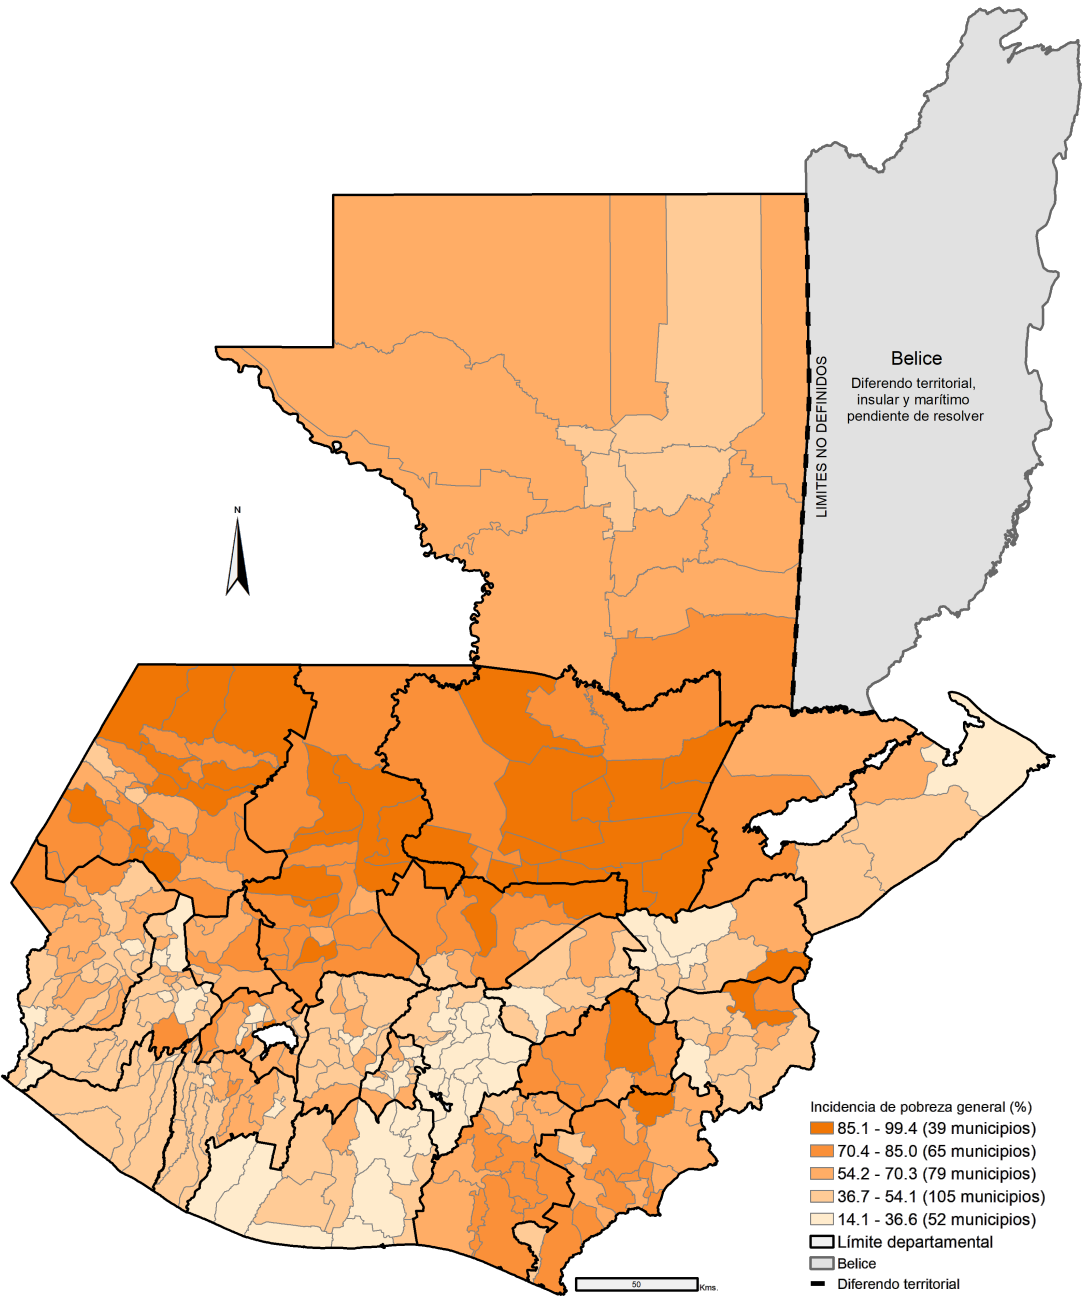 Belice
Diferendo territorial,
insular y marítimo
pendiente de resolver
LIMITES NO DEFINIDOS
N
Incidencia de pobreza general (%)
85.1 - 99.4 (39 municipios)
70.4 - 85.0 (65 municipios)
54.2 - 70.3 (79 municipios)
36.7 - 54.1 (105 municipios)
14.1 - 36.6 (52 municipios)
Límite departamental
Belice
Diferendo territorial
50
Kms.